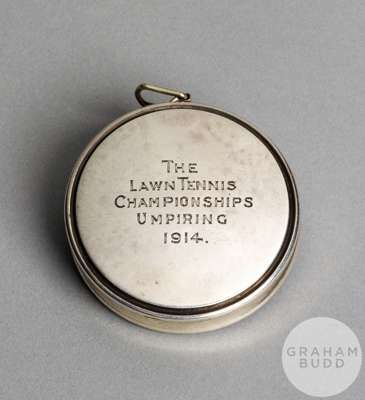 THE
LAWN TENNIS
CHAMPIONSHIPS
UMPIRING
1914.
GRAHAM
BUDD